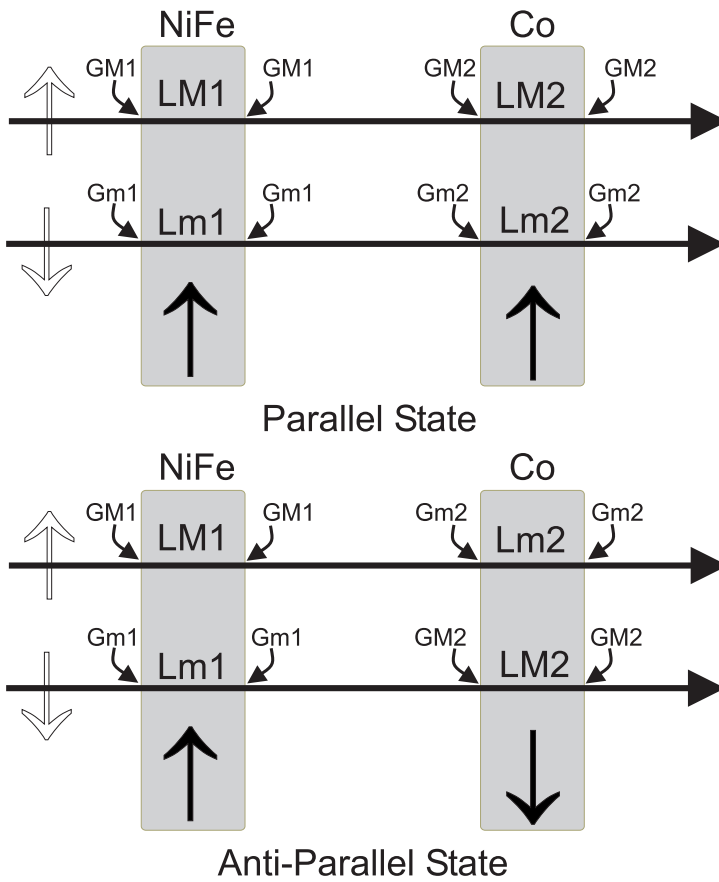 NiFe Co
GM1 GM1 GM2 GM2
LM1 LM2
Gm1 Gm1 Gm2 Gm2
Lm1 Lm2
Parallel State
NiFe Co
GM1 GM1 Gm2 Gm2
LM1 Lm2
Gm1 Gm1 GM2 GM2
Lm1 LM2
Anti-Parallel State